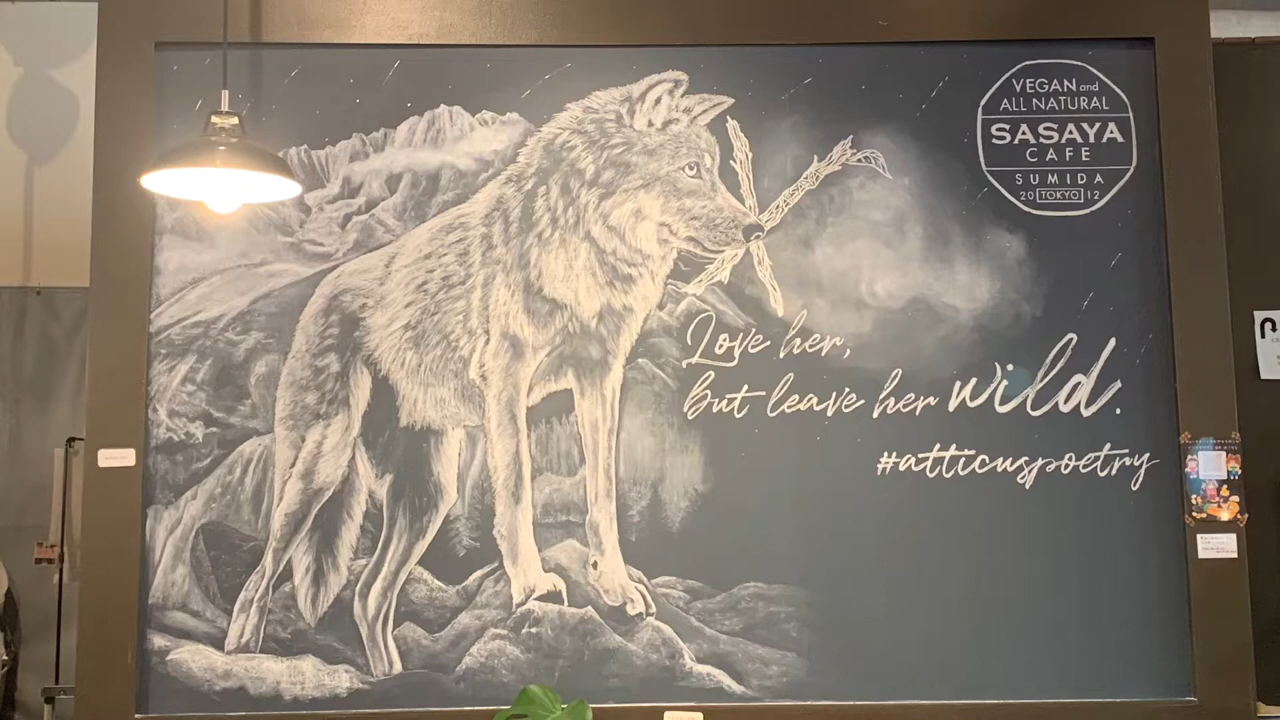 VEGAN and
ALL NATURAL
SASAYA
CAFE
SUMIDA
20 TOKYO 12
Love her,
but leave her wild.
#atticuspoetry